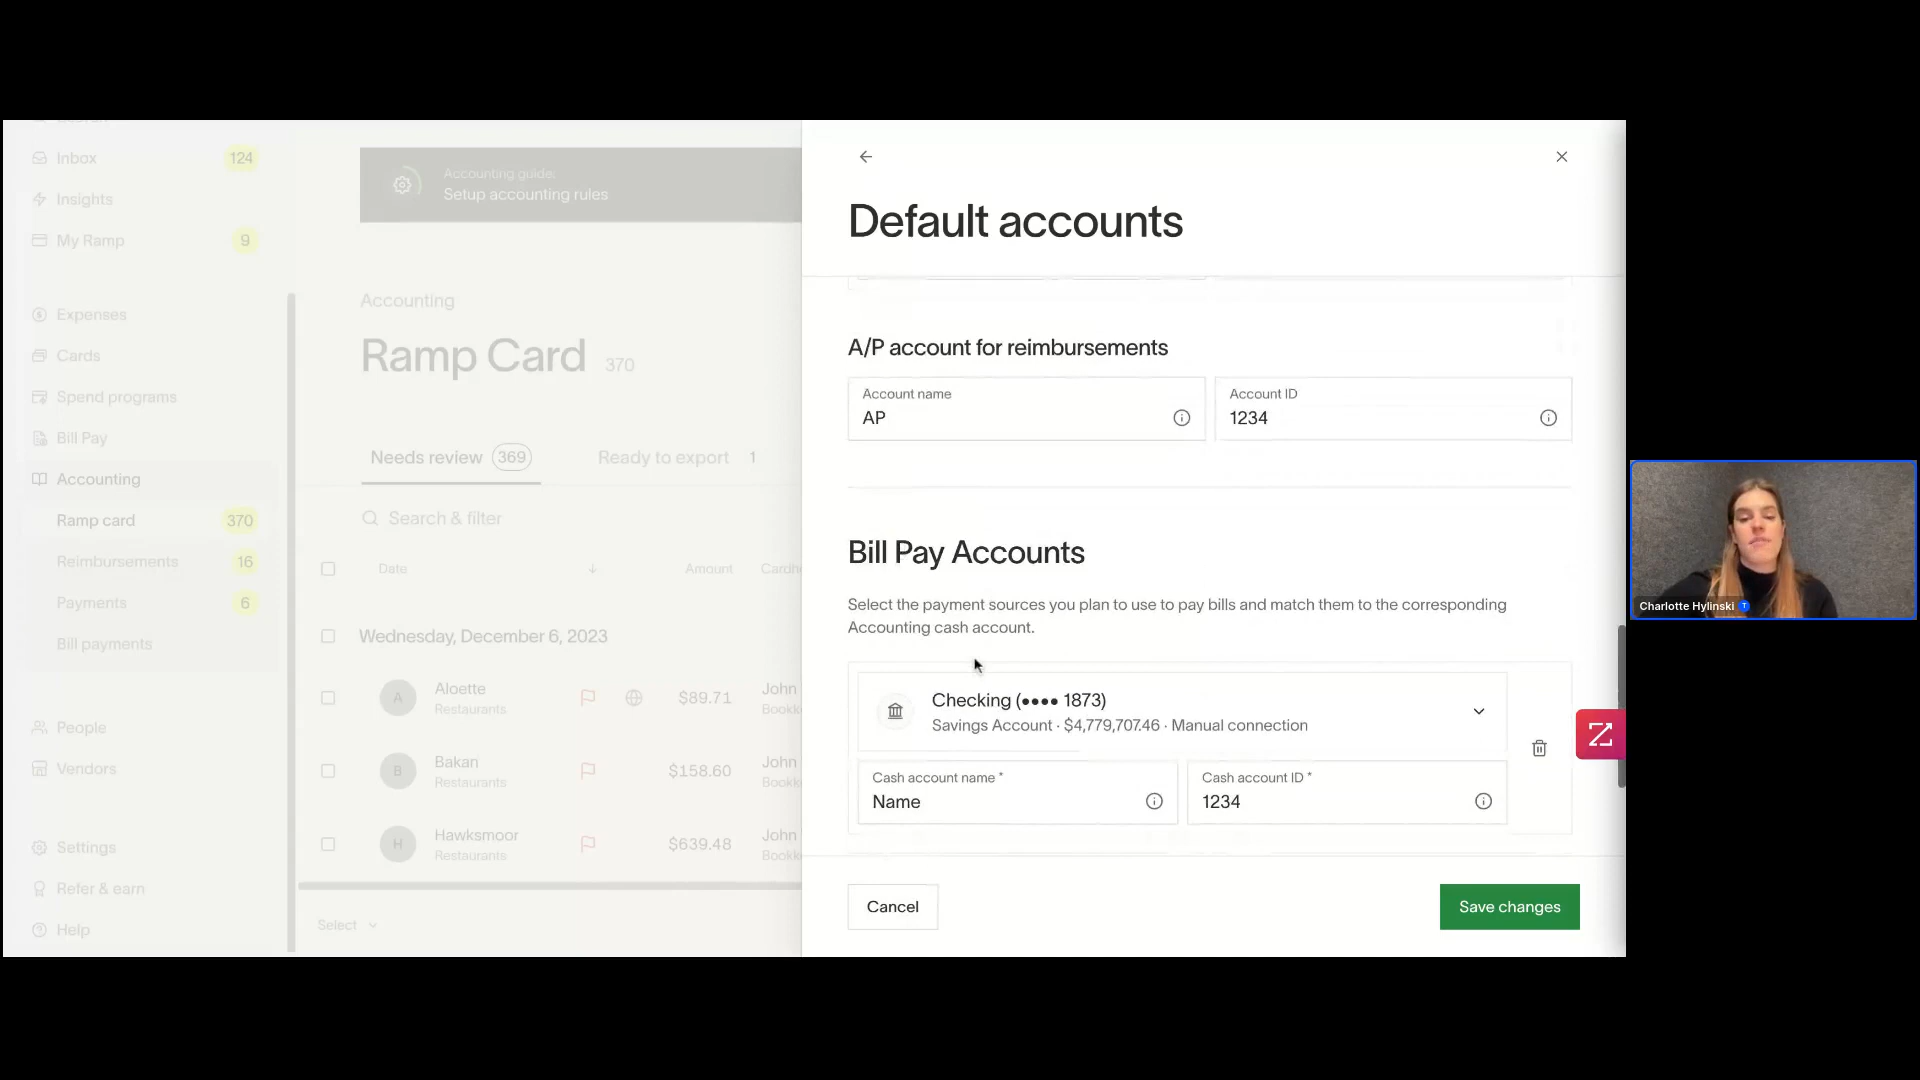 Inbox 124
Insights
My Ramp 9
Expenses
Cards
Spend programs
Bill Pay
Accounting
Ramp card 370
Reimbursements 16
Payments 6
Bill payments
People
Vendors
Settings
Refer & earn
Help
Accounting guide:
Setup accounting rules
Accounting
Ramp Card 370
Needs review 369 Ready to export 1
Search & filter
Date Amount
Wednesday, December 6, 2023
A Aloette $89.71 John
Restaurants
B Bakan $158.60 John
Restaurants
H Hawksmoor $639.48 John
Restaurants
Select
Default accounts
A/P account for reimbursements
Account name
AP
Account ID
1234
Bill Pay Accounts
Select the payment sources you plan to use to pay bills and match them to the corresponding
Accounting cash account.
Checking (•••• 1873)
Savings Account · $4,779,707.46 · Manual connection
Cash account name *
Name
Cash account ID *
1234
Cancel
Save changes
Charlotte Hylinski T